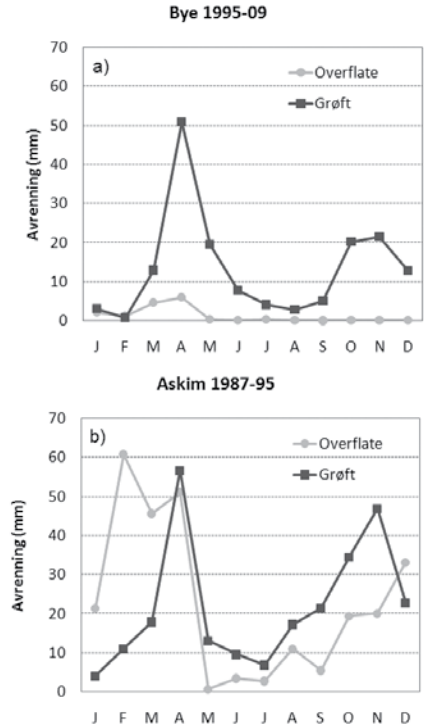 Bye 1995-09
a)
Overflate
Grøft
Avrenning (mm)
70
60
50
40
30
20
10
0
J F M A M J J A S O N D
Askim 1987-95
b)
Overflate
Grøft
Avrenning (mm)
70
60
50
40
30
20
10
0
J F M A M J J A S O N D